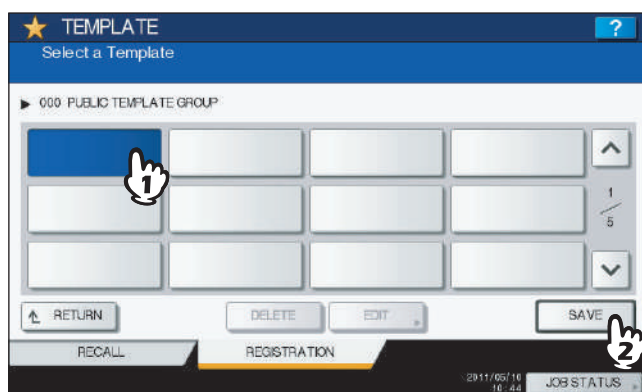 TEMPLATE
?
Select a Template
000 PUBLIC TEMPLATE GROUP
1
1
5
RETURN
DELETE
EDIT
SAVE
2
RECALL
REGISTRATION
2011/05/10
10:44
JOB STATUS